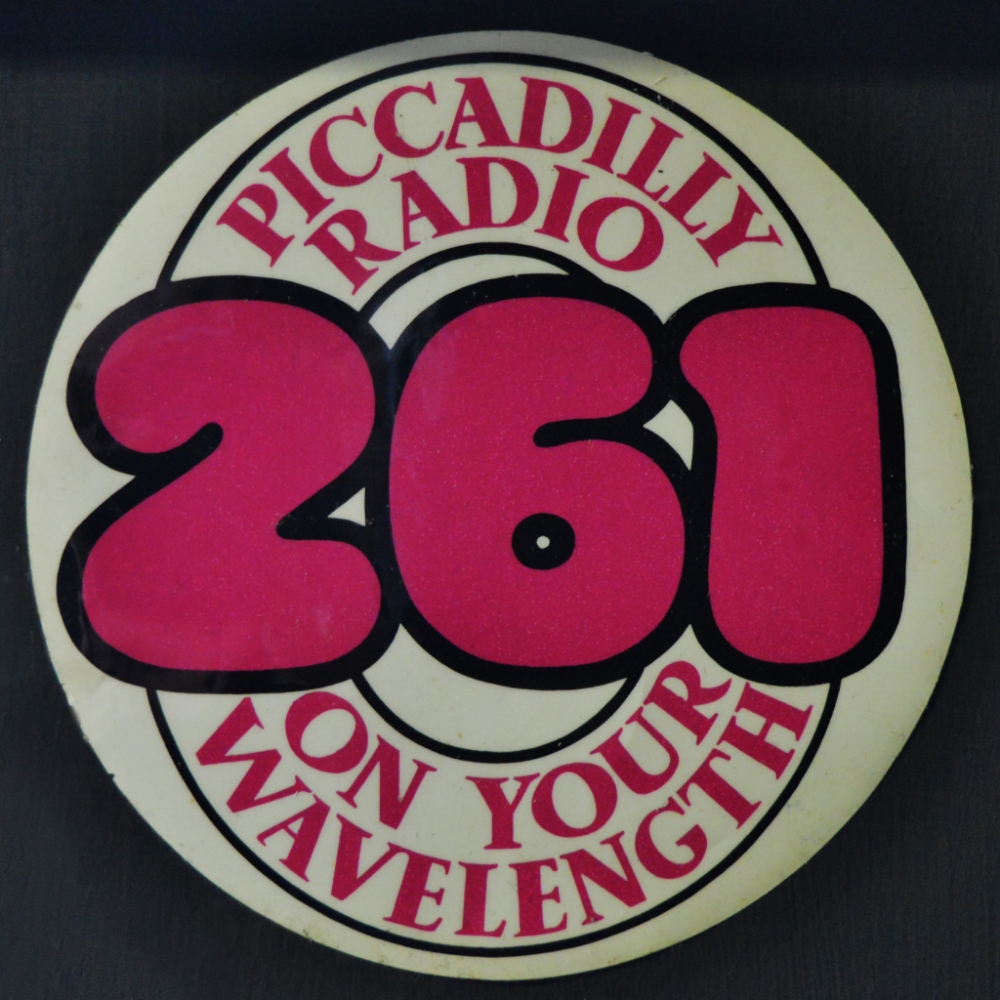 PICCADILLY
RADIO
261
ON YOUR
WAVELENGTH